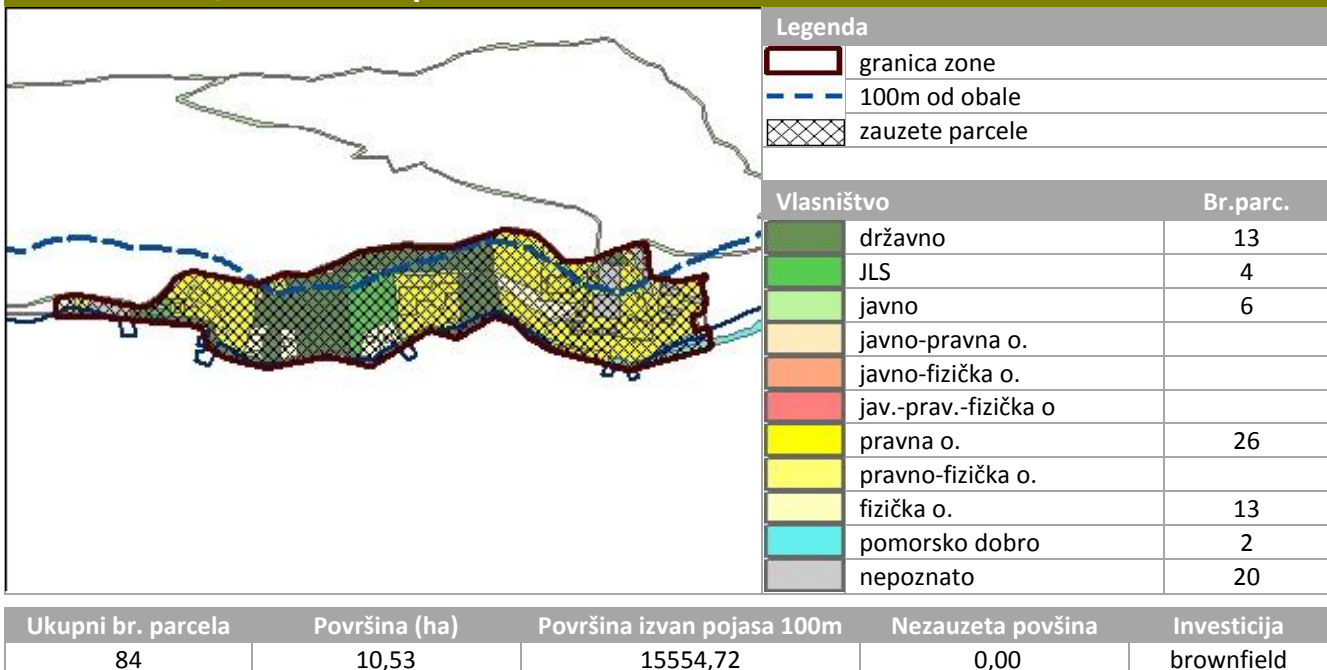 Legenda
granica zone
100m od obale
zauzete parcele
Vlasništvo Br.parc.
državno 13
JLS 4
javno 6
javno-pravna o.
javno-fizička o.
jav.-prav.-fizička o
pravna o. 26
pravno-fizička o.
fizička o. 13
pomorsko dobro 2
nepoznato 20
Ukupni br. parcela Površina (ha) Površina izvan pojasa 100m Nezauzeta povšina Investicija
84 10,53 15554,72 0,00 brownfield